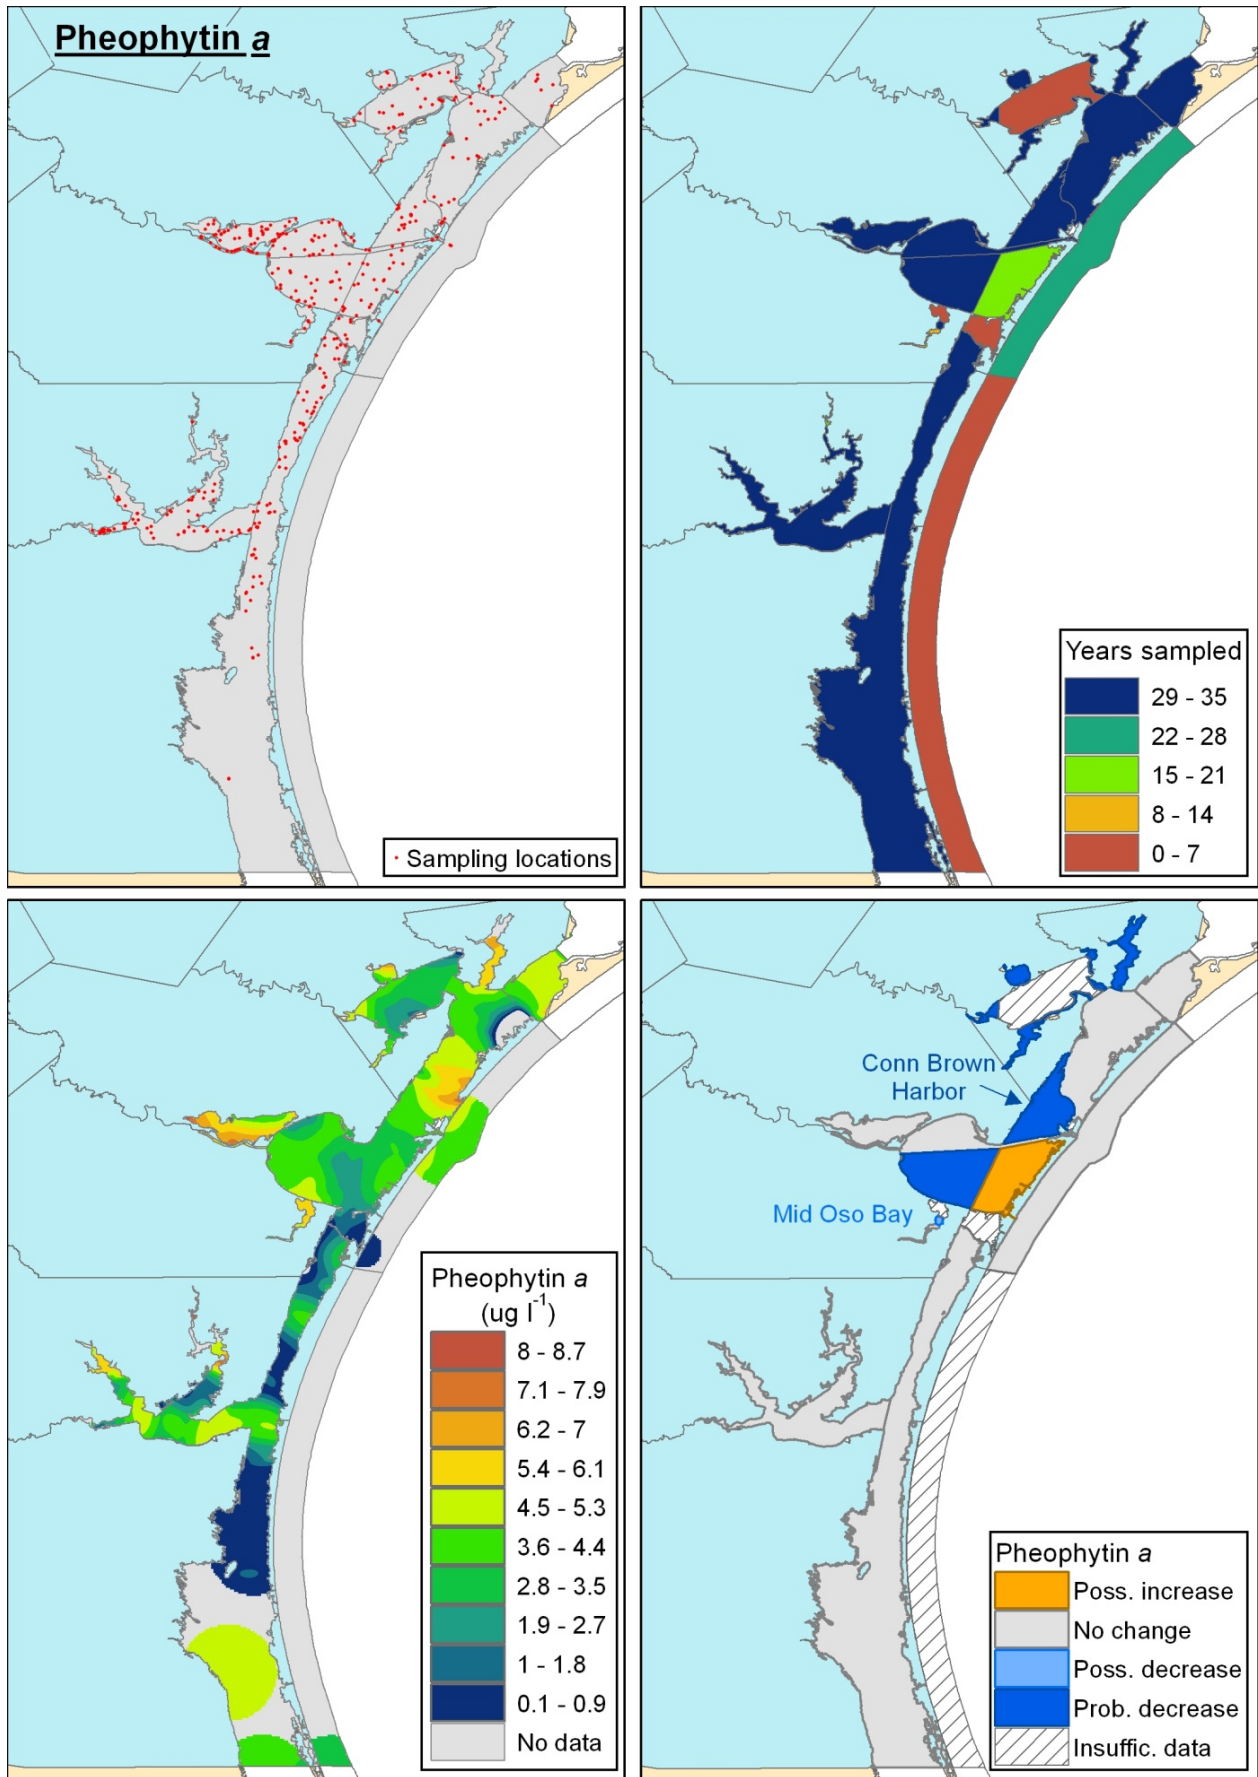 Pheophytin a
Sampling locations
Years sampled
29 - 35
22 - 28
15 - 21
8 - 14
0 - 7
Pheophytin a
(ug l⁻¹)
8 - 8.7
7.1 - 7.9
6.2 - 7
5.4 - 6.1
4.5 - 5.3
3.6 - 4.4
2.8 - 3.5
1.9 - 2.7
1 - 1.8
0.1 - 0.9
No data
Conn Brown
Harbor
Mid Oso Bay
Pheophytin a
Poss. increase
No change
Poss. decrease
Prob. decrease
Insuffic. data